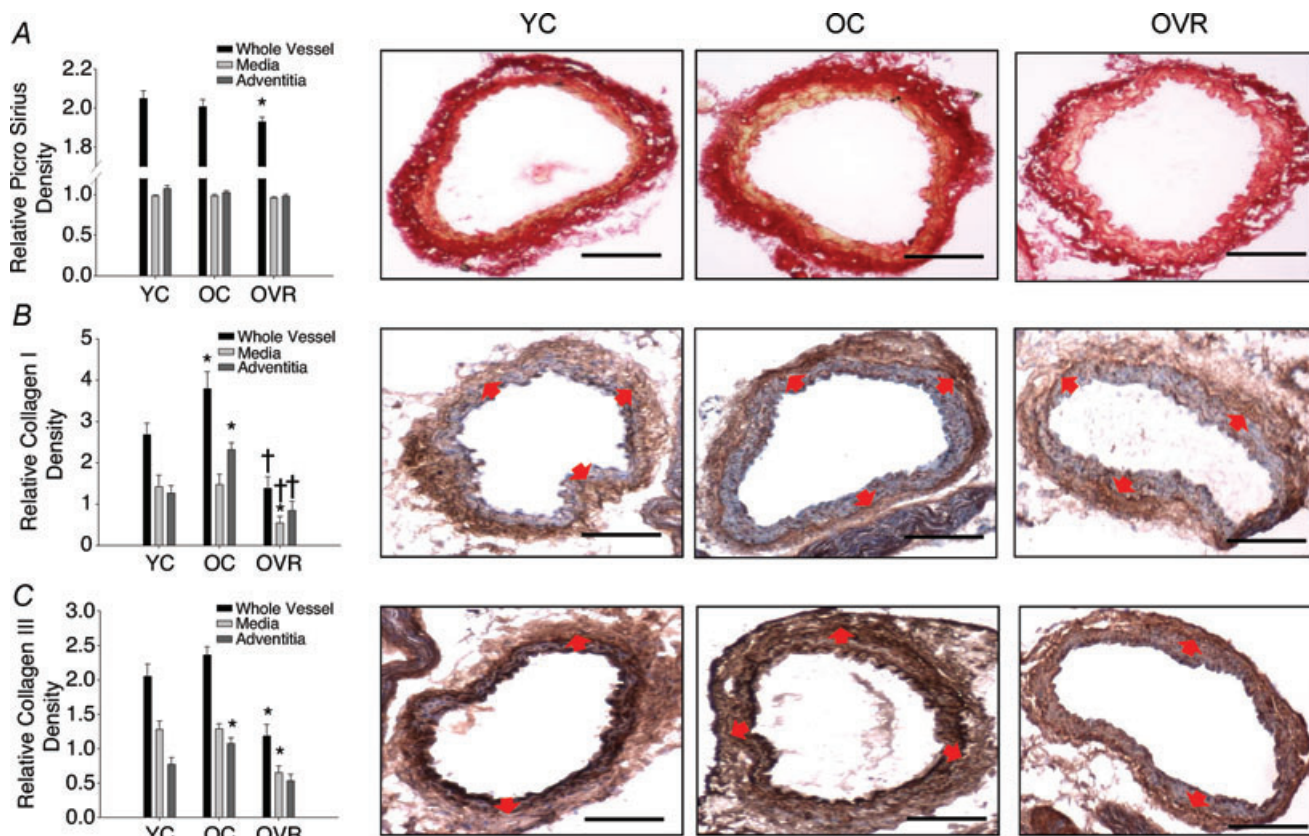 YC OC OVR
A
Whole Vessel
Media
Adventitia
Relative Picro Sirius
Density
2.2
2.0
1.8
1.0
0.5
0.0
*
YC OC OVR
B
Whole Vessel
Media
Adventitia
Relative Collagen I
Density
5
4
3
2
1
0
* * † † * †
YC OC OVR
C
Whole Vessel
Media
Adventitia
Relative Collagen III
Density
3.0
2.5
2.0
1.5
1.0
0.5
0.0
* * *
YC OC OVR